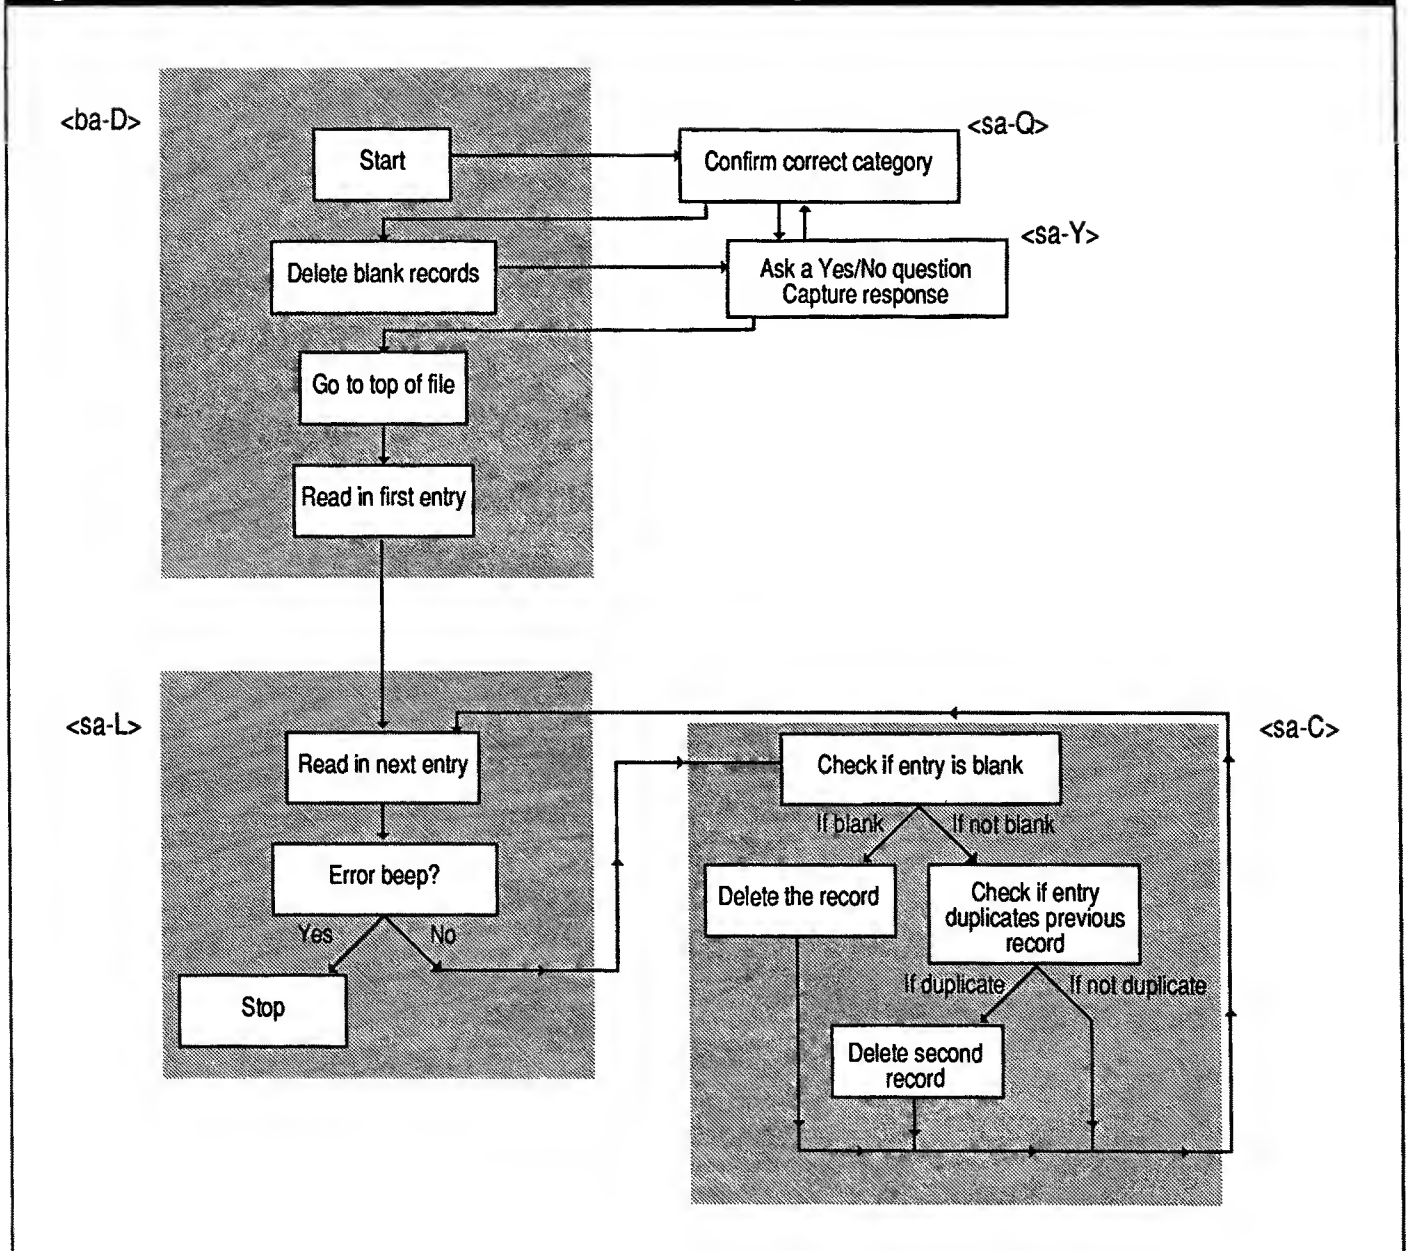 <ba-D>
Start
Confirm correct category
<sa-Q>
Delete blank records
Ask a Yes/No question
Capture response
<sa-Y>
Go to top of file
Read in first entry
<sa-L>
Read in next entry
Error beep?
Yes
No
Stop
<sa-C>
Check if entry is blank
If blank
If not blank
Delete the record
Check if entry
duplicates previous
record
If duplicate
If not duplicate
Delete second
record